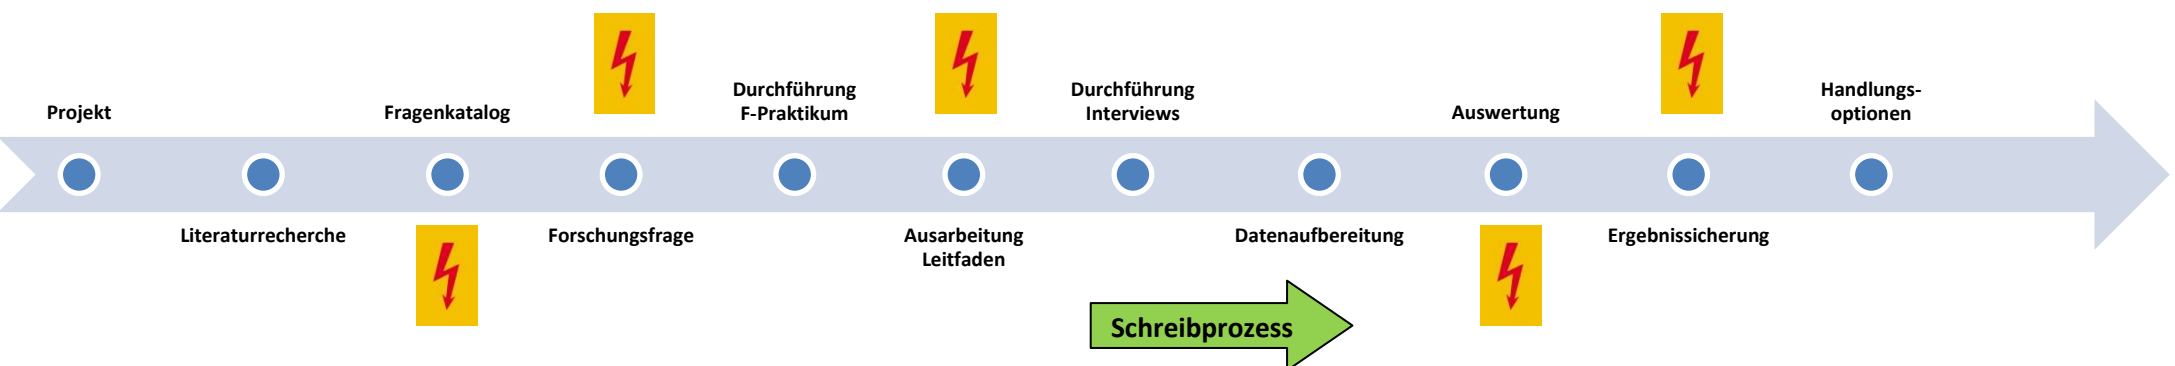 Projekt
Literaturrecherche
Fragenkatalog
Forschungsfrage
Durchführung
F-Praktikum
Ausarbeitung
Leitfaden
Durchführung
Interviews
Datenaufbereitung
Auswertung
Ergebnissicherung
Handlungs-
optionen
Schreibprozess